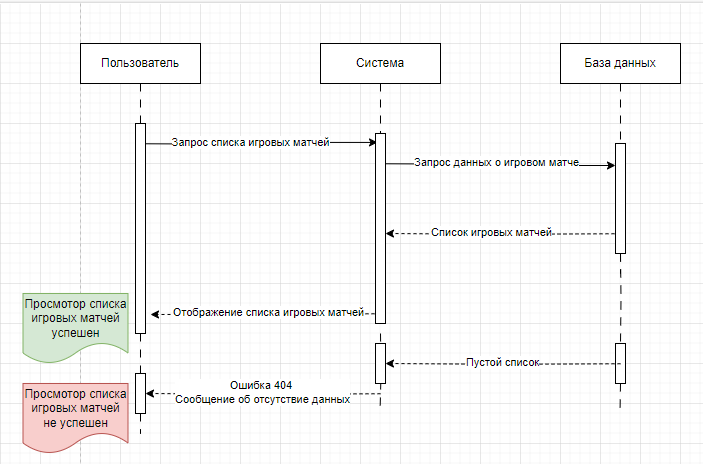 Пользователь
Система
База данных
Запрос списка игровых матчей
Запрос данных о игровом матче
Список игровых матчей
Отображение списка игровых матчей
Просмотр списка
игровых матчей
успешен
Пустой список
Ошибка 404
Сообщение об отсутствие данных
Просмотр списка
игровых матчей
не успешен